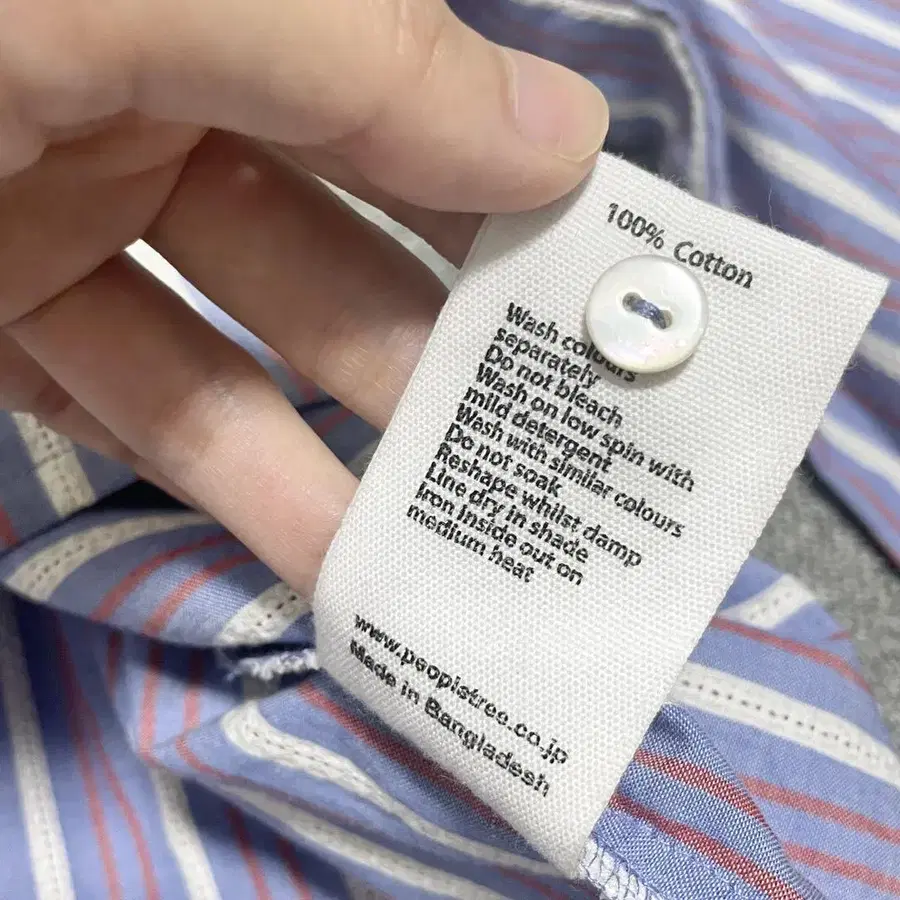 100% Cotton
Wash colours
separately
Do not bleach
Wash on low spin with
mild detergent
Wash with similar colours
Do not soak
Reshape whilst damp
Line dry in shade
Iron inside out on
medium heat
www.peopletree.co.jp
Made in Bangladesh